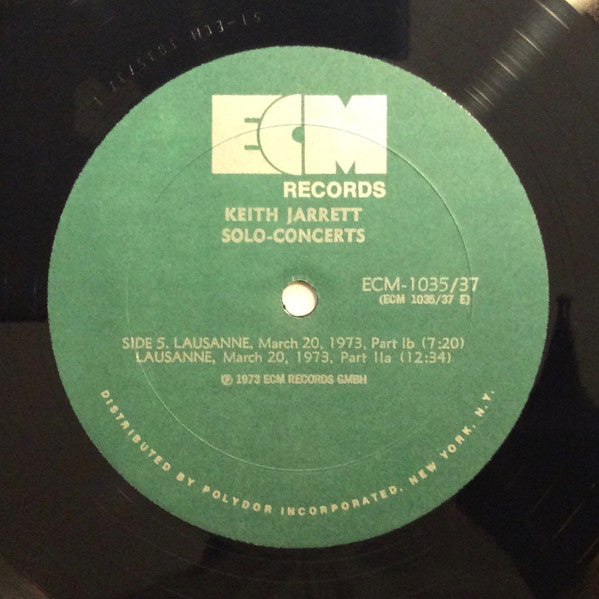 ECM
RECORDS
KEITH JARRETT
SOLO-CONCERTS
ECM-1035/37
(ECM 1035/37 E)
SIDE 5. LAUSANNE, March 20, 1973, Part Ib (7:20)
LAUSANNE, March 20, 1973, Part IIa (12:34)
℗ 1973 ECM RECORDS GMBH
DISTRIBUTED BY POLYDOR INCORPORATED, NEW YORK, N.Y.